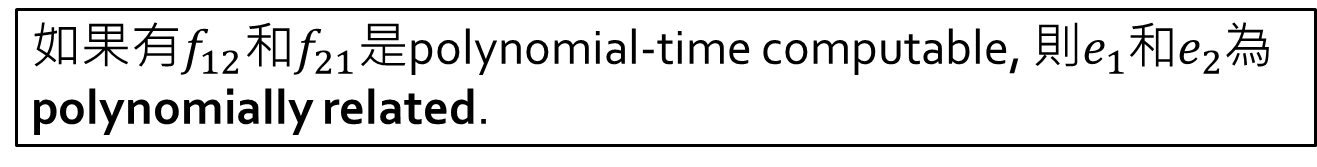 如果有𝑓₁₂和𝑓₂₁是polynomial-time computable, 則𝑒₁和𝑒₂為
polynomially related.